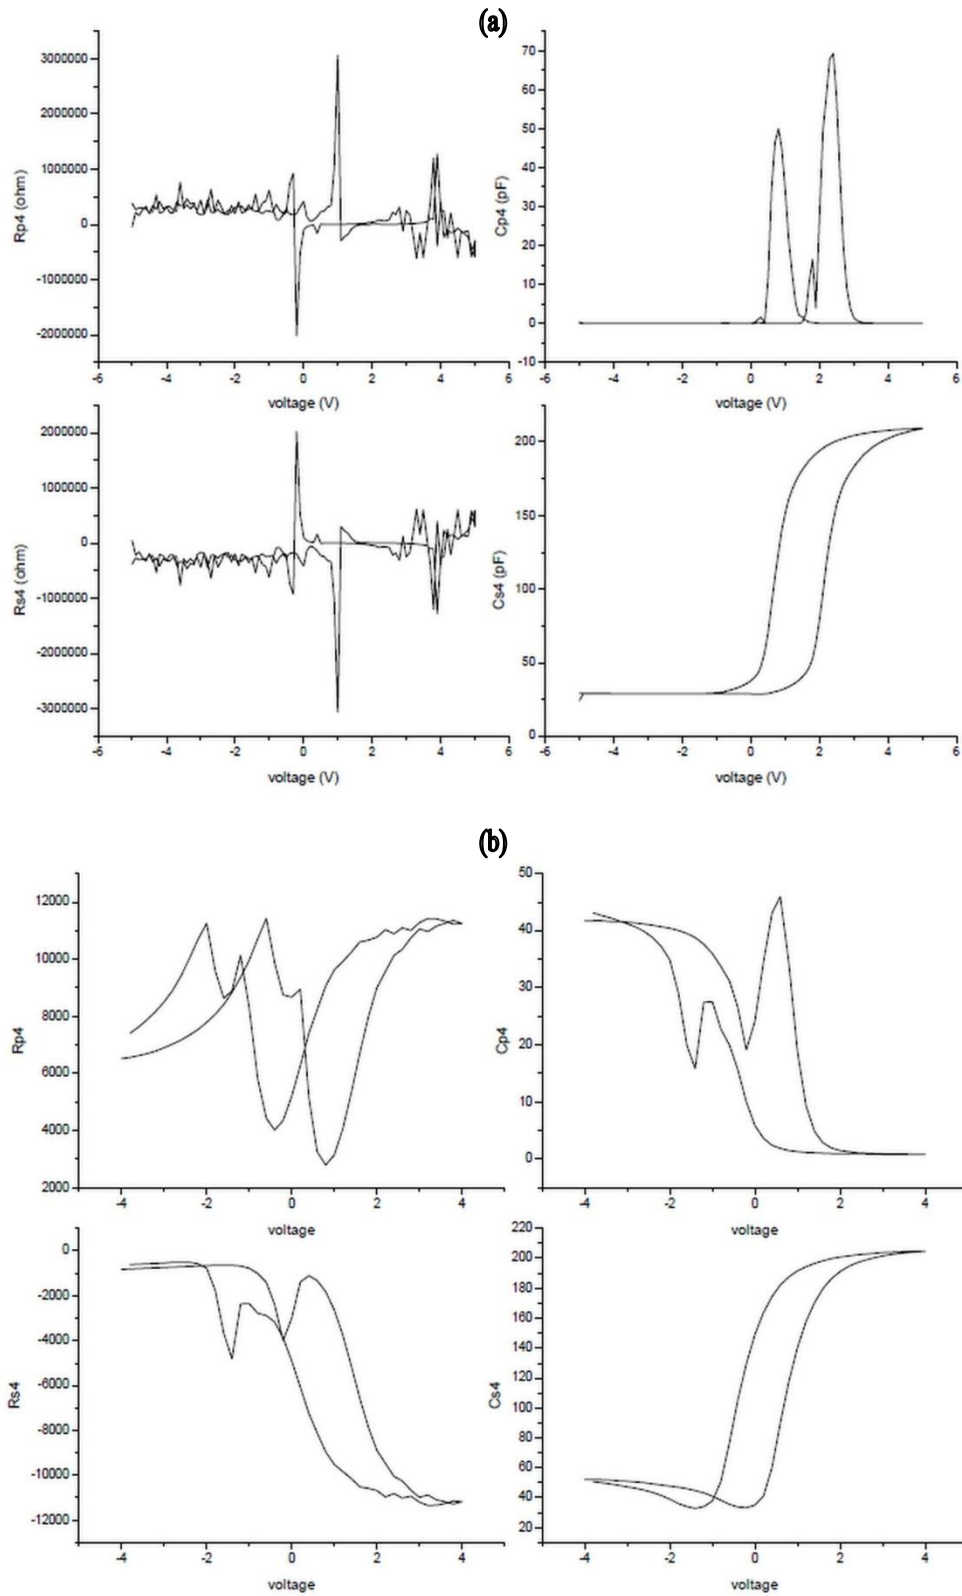 (a)
3000000
2000000
1000000
0
-1000000
-2000000
Rp4 (ohm)
-6 -4 -2 0 2 4 6
voltage (V)
70
60
50
40
30
20
10
0
-10
Cp4 (pF)
-6 -4 -2 0 2 4 6
voltage (V)
2000000
1000000
0
-1000000
-2000000
-3000000
Rs4 (ohm)
-6 -4 -2 0 2 4 6
voltage (V)
200
150
100
50
0
Cs4 (pF)
-6 -4 -2 0 2 4 6
voltage (V)
(b)
12000
10000
8000
6000
4000
2000
Rp4
-4 -2 0 2 4
voltage
50
40
30
20
10
0
Cp4
-4 -2 0 2 4
voltage
0
-2000
-4000
-6000
-8000
-10000
-12000
Rs4
-4 -2 0 2 4
voltage
220
200
180
160
140
120
100
80
60
40
20
Cs4
-4 -2 0 2 4
voltage